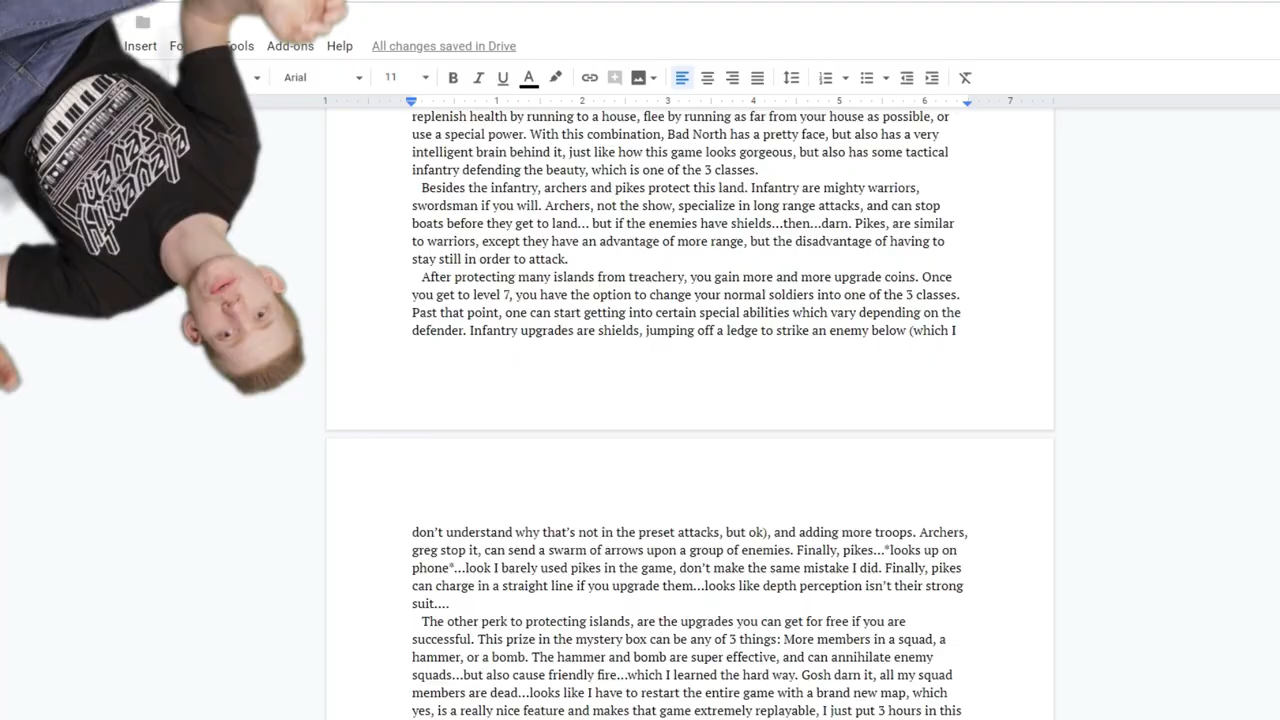 Insert Fo Tools Add-ons Help All changes saved in Drive
Arial 11 B I U A
1 1 2 3 4 5 6 7
replenish health by running to a house, flee by running as far from your house as possible, or
use a special power. With this combination, Bad North has a pretty face, but also has a very
intelligent brain behind it, just like how this game looks gorgeous, but also has some tactical
infantry defending the beauty, which is one of the 3 classes.
Besides the infantry, archers and pikes protect this land. Infantry are mighty warriors,
swordsman if you will. Archers, not the show, specialize in long range attacks, and can stop
boats before they get to land… but if the enemies have shields…then…darn. Pikes, are similar
to warriors, except they have an advantage of more range, but the disadvantage of having to
stay still in order to attack.
After protecting many islands from treachery, you gain more and more upgrade coins. Once
you get to level 7, you have the option to change your normal soldiers into one of the 3 classes.
Past that point, one can start getting into certain special abilities which vary depending on the
defender. Infantry upgrades are shields, jumping off a ledge to strike an enemy below (which I
don't understand why that's not in the preset attacks, but ok), and adding more troops. Archers,
greg stop it, can send a swarm of arrows upon a group of enemies. Finally, pikes…*looks up on
phone*…look I barely used pikes in the game, don't make the same mistake I did. Finally, pikes
can charge in a straight line if you upgrade them…looks like depth perception isn't their strong
suit….
The other perk to protecting islands, are the upgrades you can get for free if you are
successful. This prize in the mystery box can be any of 3 things: More members in a squad, a
hammer, or a bomb. The hammer and bomb are super effective, and can annihilate enemy
squads…but also cause friendly fire…which I learned the hard way. Gosh darn it, all my squad
members are dead…looks like I have to restart the entire game with a brand new map, which
yes, is a really nice feature and makes that game extremely replayable, I just put 3 hours in this